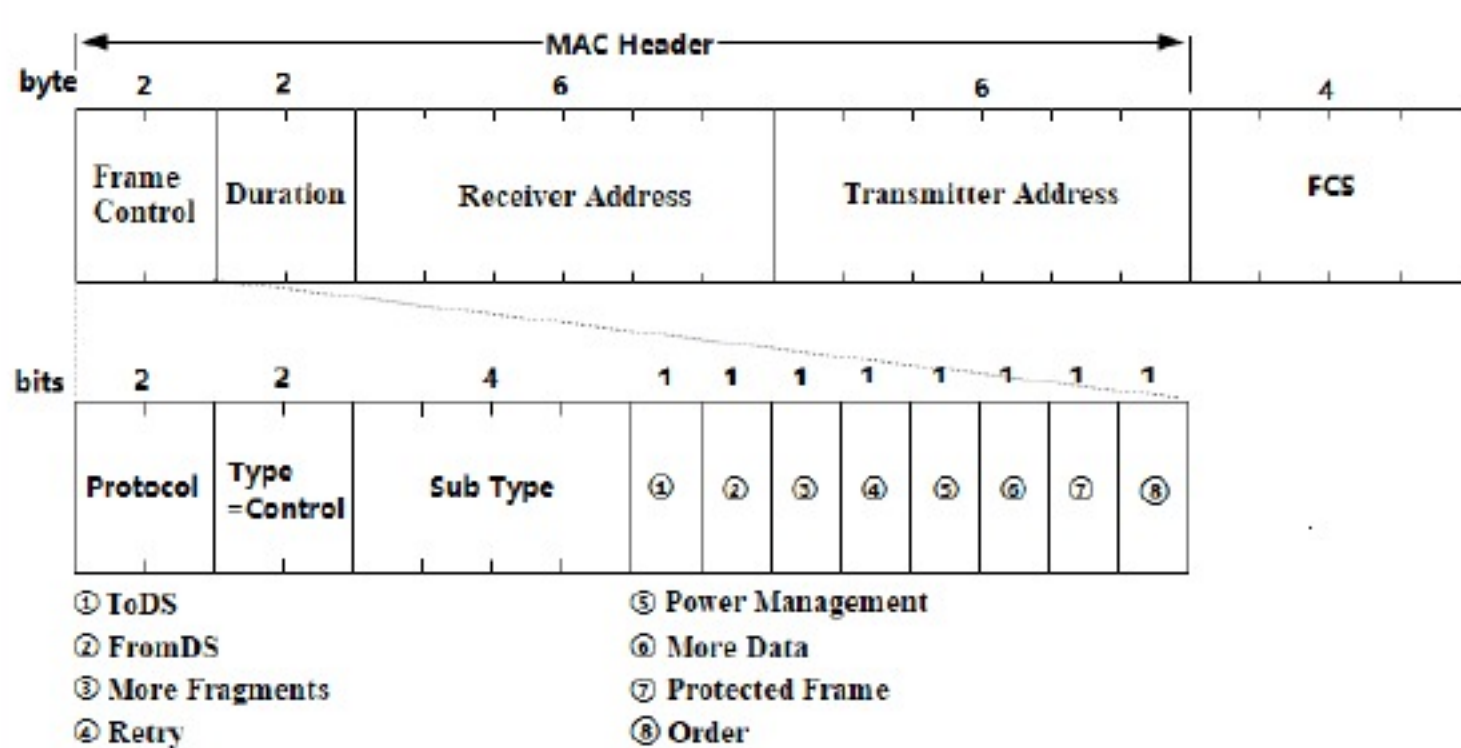 MAC Header
byte 2 2 6 6 4
Frame Control Duration Receiver Address Transmitter Address FCS
bits 2 2 4 1 1 1 1 1 1 1 1
Protocol Type =Control Sub Type ① ② ③ ④ ⑤ ⑥ ⑦ ⑧
① ToDS ⑤ Power Management
② FromDS ⑥ More Data
③ More Fragments ⑦ Protected Frame
④ Retry ⑧ Order